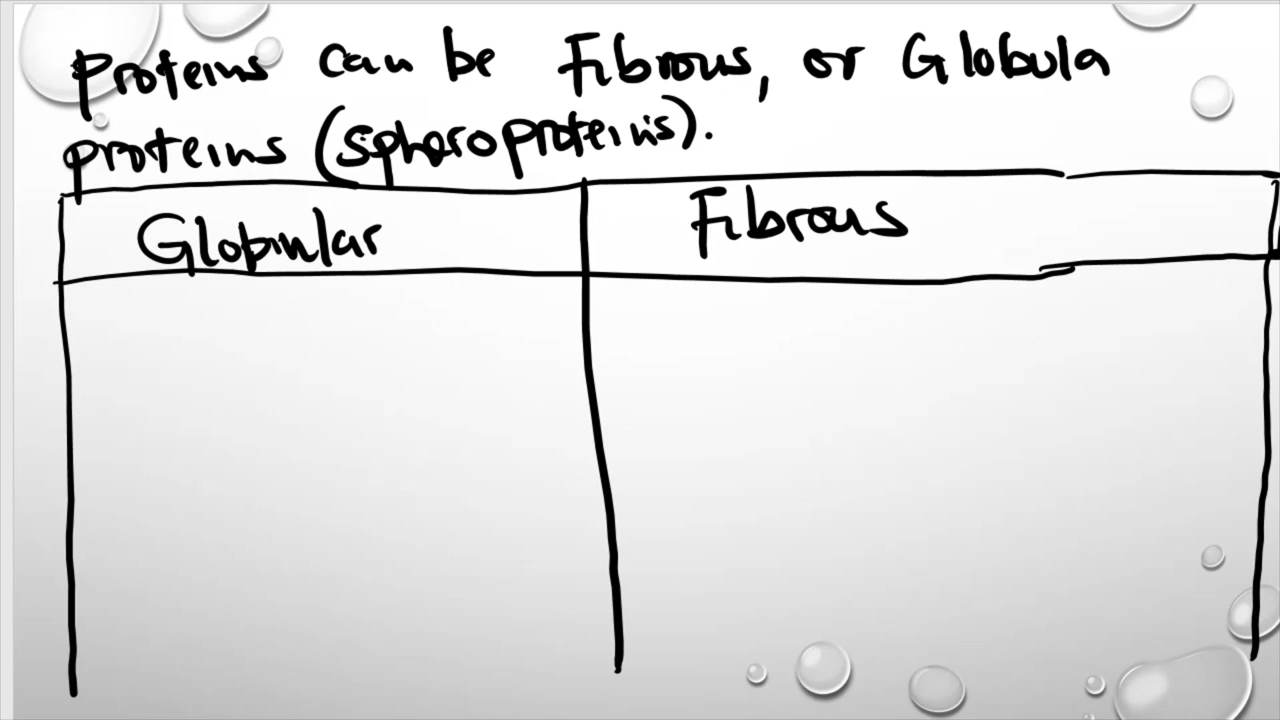 Proteins can be Fibrous, or Globula
proteins (spheroproteins).
Globular
Fibrous